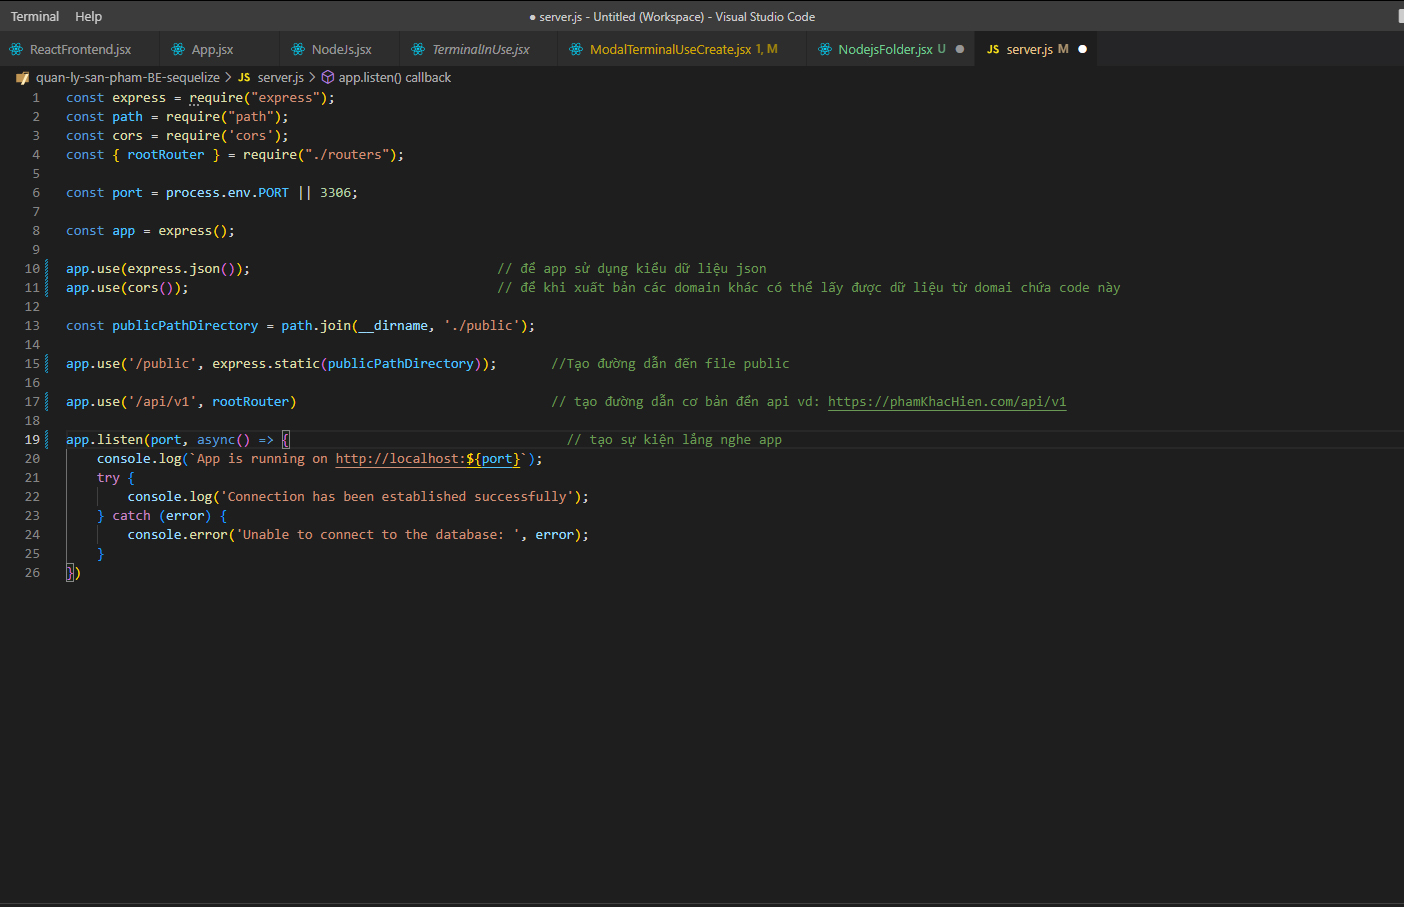 Terminal Help ● server.js - Untitled (Workspace) - Visual Studio Code
ReactFrontend.jsx App.jsx NodeJs.jsx TerminalInUse.jsx ModalTerminalUseCreate.jsx 1, M NodejsFolder.jsx U ● JS server.js M ●
quan-ly-san-pham-BE-sequelize > JS server.js > app.listen() callback
1 const express = require("express");
2 const path = require("path");
3 const cors = require('cors');
4 const { rootRouter } = require("./routers");
5
6 const port = process.env.PORT || 3306;
7
8 const app = express();
9
10 app.use(express.json()); // để app sử dụng kiểu dữ liệu json
11 app.use(cors()); // để khi xuất bản các domain khác có thể lấy được dữ liệu từ domai chứa code này
12
13 const publicPathDirectory = path.join(__dirname, './public');
14
15 app.use('/public', express.static(publicPathDirectory)); //Tạo đường dẫn đến file public
16
17 app.use('/api/v1', rootRouter) // tạo đường dẫn cơ bản đến api vd: https://phamKhacHien.com/api/v1
18
19 app.listen(port, async() => { // tạo sự kiện lắng nghe app
20 console.log(`App is running on http://localhost:${port}`);
21 try {
22 console.log('Connection has been established successfully');
23 } catch (error) {
24 console.error('Unable to connect to the database: ', error);
25 }
26 })